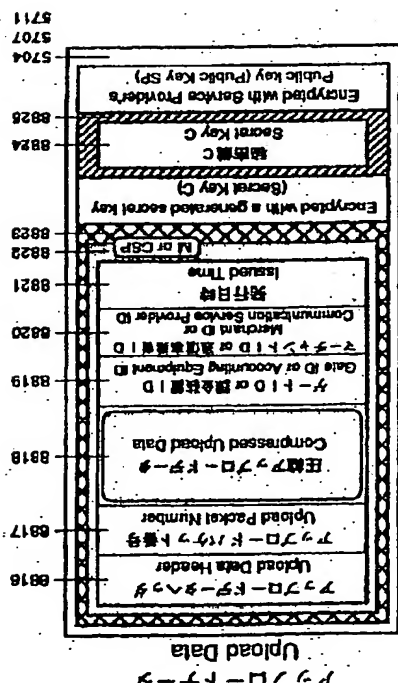 アップロードデータ
Upload Data
アップロードデータヘッダ
Upload Data Header
8816
アップロードパケット番号
Upload Packet Number
8817
圧縮アップロードデータ
Compressed Upload Data
8818
ゲートID or 課金装置ID
Gate ID or Accounting Equipment ID
8819
マーチャントID or 通信事業者ID
Merchant ID or
Communication Service Provider ID
8820
発行日時
Issued Time
8821
M or CSP
8822
8823
Encrypted with a generated secret key
(Secret Key C)
秘密鍵C
Secret Key C
8824
8825
Encrypted with Service Provider's
Public key (Public Key SP)
5704
5707
5711